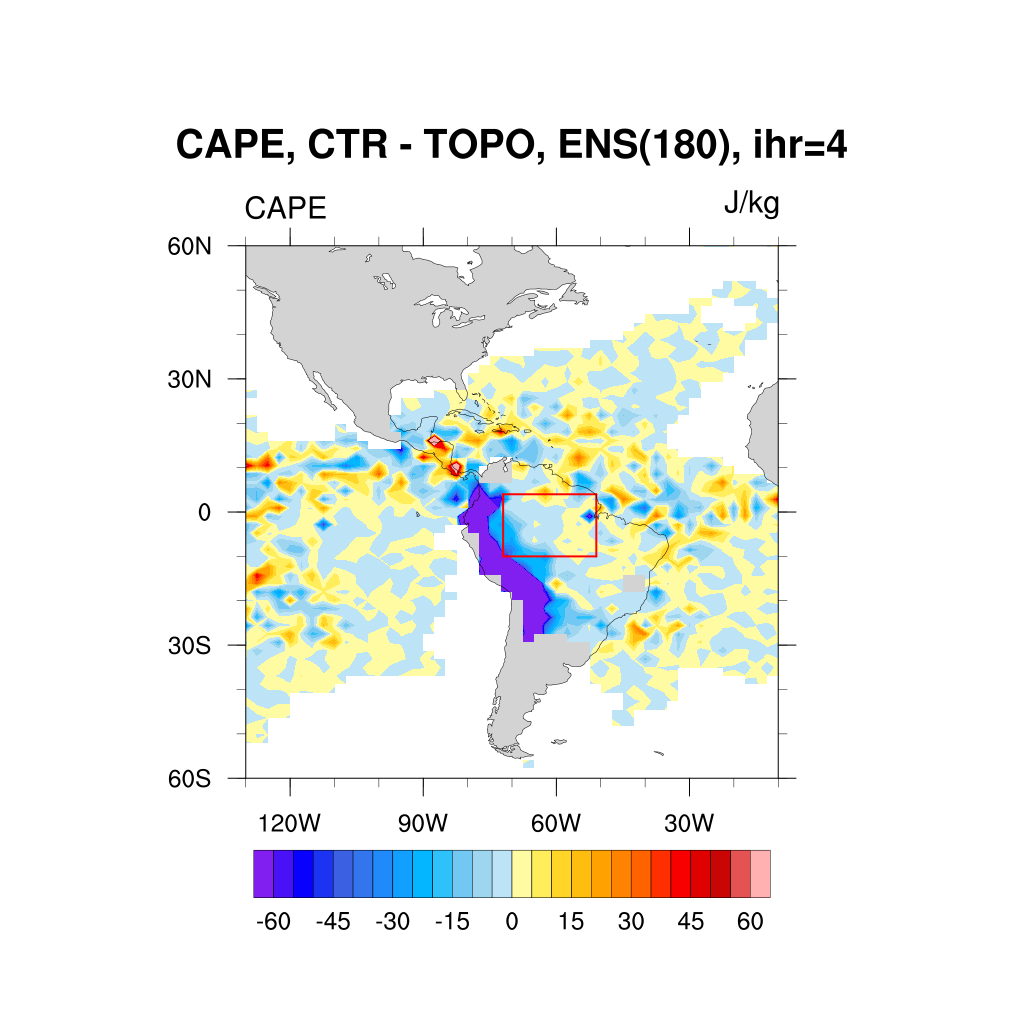 CAPE, CTR - TOPO, ENS(180), ihr=4
CAPE J/kg
60N
30N
0
30S
60S
120W 90W 60W 30W
-60 -45 -30 -15 0 15 30 45 60